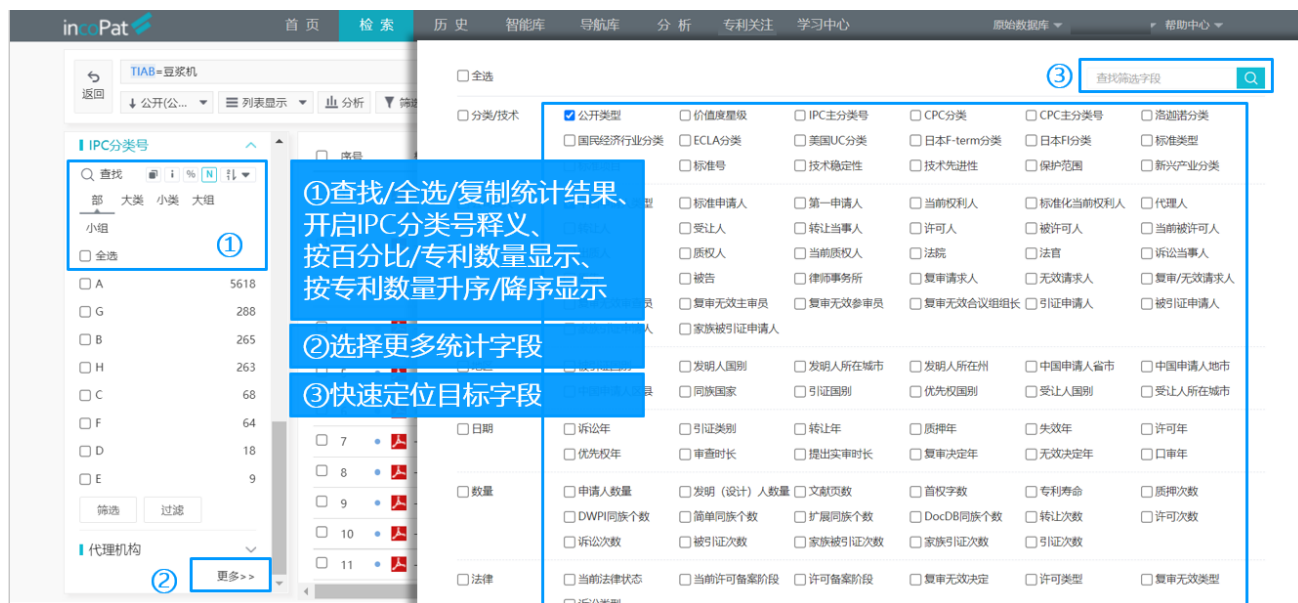 incoPat 首页 检索 历史 智能库 导航库 分析 专利关注 学习中心 原始数据库 帮助中心
返回
TIAB=豆浆机
↓公开(公... 列表显示 分析
IPC分类号
查找 i % N
部 大类 小类 大组
小组
①
全选
A 5618
G 288
B 265
H 263
C 68
F 64
D 18
E 9
筛选 过滤
代理机构
② 更多>>
序号
①查找/全选/复制统计结果、
开启IPC分类号释义、
按百分比/专利数量显示、
按专利数量升序/降序显示
②选择更多统计字段
③快速定位目标字段
7
8
9
10
11
全选
③ 查找筛选字段
分类/技术 公开类型 价值度星级 IPC主分类号 CPC分类 CPC主分类号 洛迦诺分类
国民经济行业分类 ECLA分类 美国UC分类 日本F-term分类 日本FI分类 标准类型
标准号 技术稳定性 技术先进性 保护范围 新兴产业分类
型 标准申请人 第一申请人 当前权利人 标准化当前权利人 代理人
受让人 转让当事人 许可人 被许可人 当前被许可人
质权人 当前质权人 法院 法官 诉讼当事人
被告 律师事务所 复审请求人 无效请求人 复审/无效请求人
员 复审无效主审员 复审无效参审员 复审无效合议组组长 引证申请人 被引证申请人
人 家族被引证申请人
发明人国别 发明人所在城市 发明人所在州 中国申请人省市 中国申请人地市
县 同族国家 引证国别 优先权国别 受让人国别 受让人所在城市
日期 诉讼年 引证类别 转让年 质押年 失效年 许可年
优先权年 审查时长 提出实审时长 复审决定年 无效决定年 口审年
数量 申请人数量 发明（设计）人数量 文献页数 首权字数 专利寿命 质押次数
DWPI同族个数 简单同族个数 扩展同族个数 DocDB同族个数 转让次数 许可次数
诉讼次数 被引证次数 家族被引证次数 家族引证次数 引证次数
法律 当前法律状态 当前许可备案阶段 许可备案阶段 复审无效决定 许可类型 复审无效类型
诉讼类型